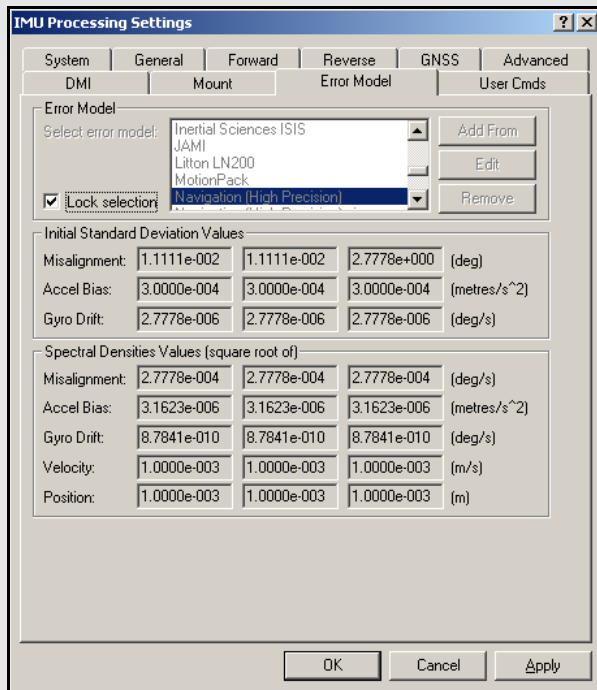 IMU Processing Settings
System General Forward Reverse GNSS Advanced
DMI Mount Error Model User Cmds
Error Model
Select error model:
Inertial Sciences ISIS
JAMI
Litton LN200
MotionPack
Navigation (High Precision)
Add From
Edit
Remove
Lock selection
Initial Standard Deviation Values
Misalignment: 1.1111e-002 1.1111e-002 2.7778e+000 (deg)
Accel Bias: 3.0000e-004 3.0000e-004 3.0000e-004 (metres/s^2)
Gyro Drift: 2.7778e-006 2.7778e-006 2.7778e-006 (deg/s)
Spectral Densities Values (square root of)
Misalignment: 2.7778e-004 2.7778e-004 2.7778e-004 (deg/s)
Accel Bias: 3.1623e-006 3.1623e-006 3.1623e-006 (metres/s^2)
Gyro Drift: 8.7841e-010 8.7841e-010 8.7841e-010 (deg/s)
Velocity: 1.0000e-003 1.0000e-003 1.0000e-003 (m/s)
Position: 1.0000e-003 1.0000e-003 1.0000e-003 (m)
OK Cancel Apply